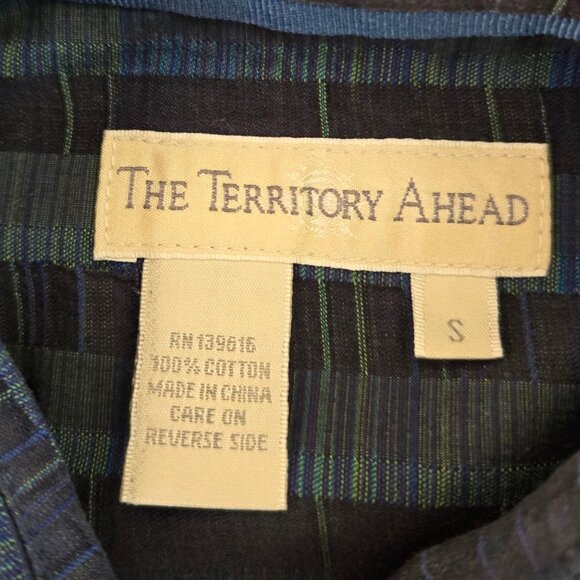 THE TERRITORY AHEAD
S
RN139616
100% COTTON
MADE IN CHINA
CARE ON
REVERSE SIDE